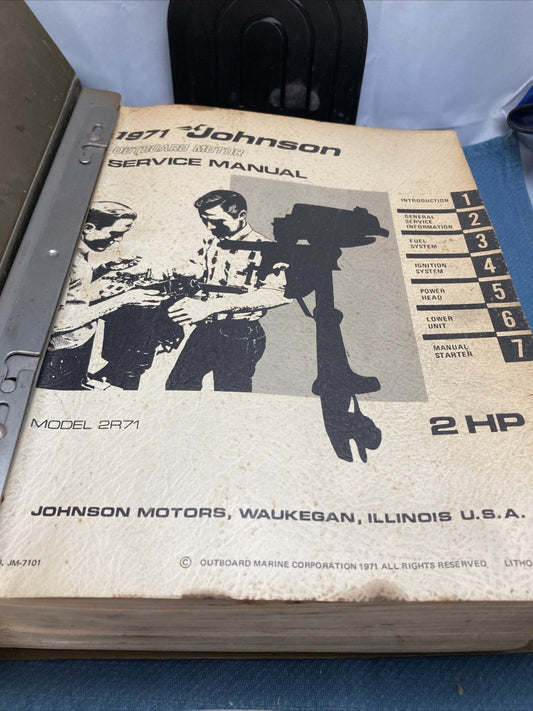 1971 Johnson
OUTBOARD MOTOR
SERVICE MANUAL
INTRODUCTION 1
GENERAL
SERVICE
INFORMATION 2
FUEL
SYSTEM 3
IGNITION
SYSTEM 4
POWER
HEAD 5
LOWER
UNIT 6
MANUAL
STARTER 7
MODEL 2R71
2 HP
JOHNSON MOTORS, WAUKEGAN, ILLINOIS U.S.A.
JM-7101
© OUTBOARD MARINE CORPORATION 1971 ALL RIGHTS RESERVED
LITHO